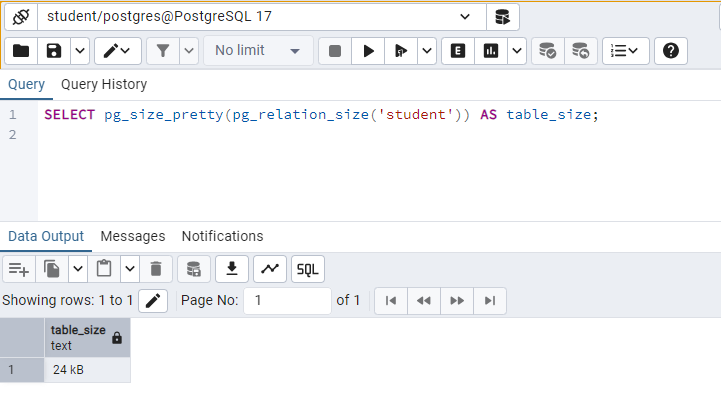 student/postgres@PostgreSQL 17
No limit
E
Query Query History
1 SELECT pg_size_pretty(pg_relation_size('student')) AS table_size;
2
Data Output Messages Notifications
SQL
Showing rows: 1 to 1 Page No: 1 of 1
table_size
text
1 24 kB